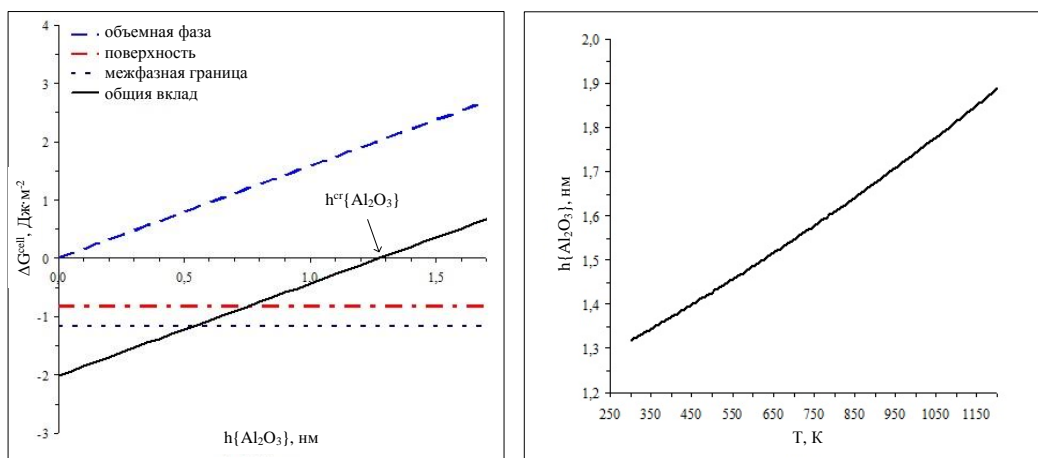 4
3
2
1
0
-1
-2
-3
0,0
0,5
1,0
1,5
объемная фаза
поверхность
межфазная граница
общия вклад
hᶜʳ{Al₂O₃}
ΔGᶜᵉˡˡ, Дж·м⁻²
h{Al₂O₃}, нм
2,0
1,9
1,8
1,7
1,6
1,5
1,4
1,3
1,2
250 350 450 550 650 750 850 950 1050 1150
h{Al₂O₃}, нм
T, К